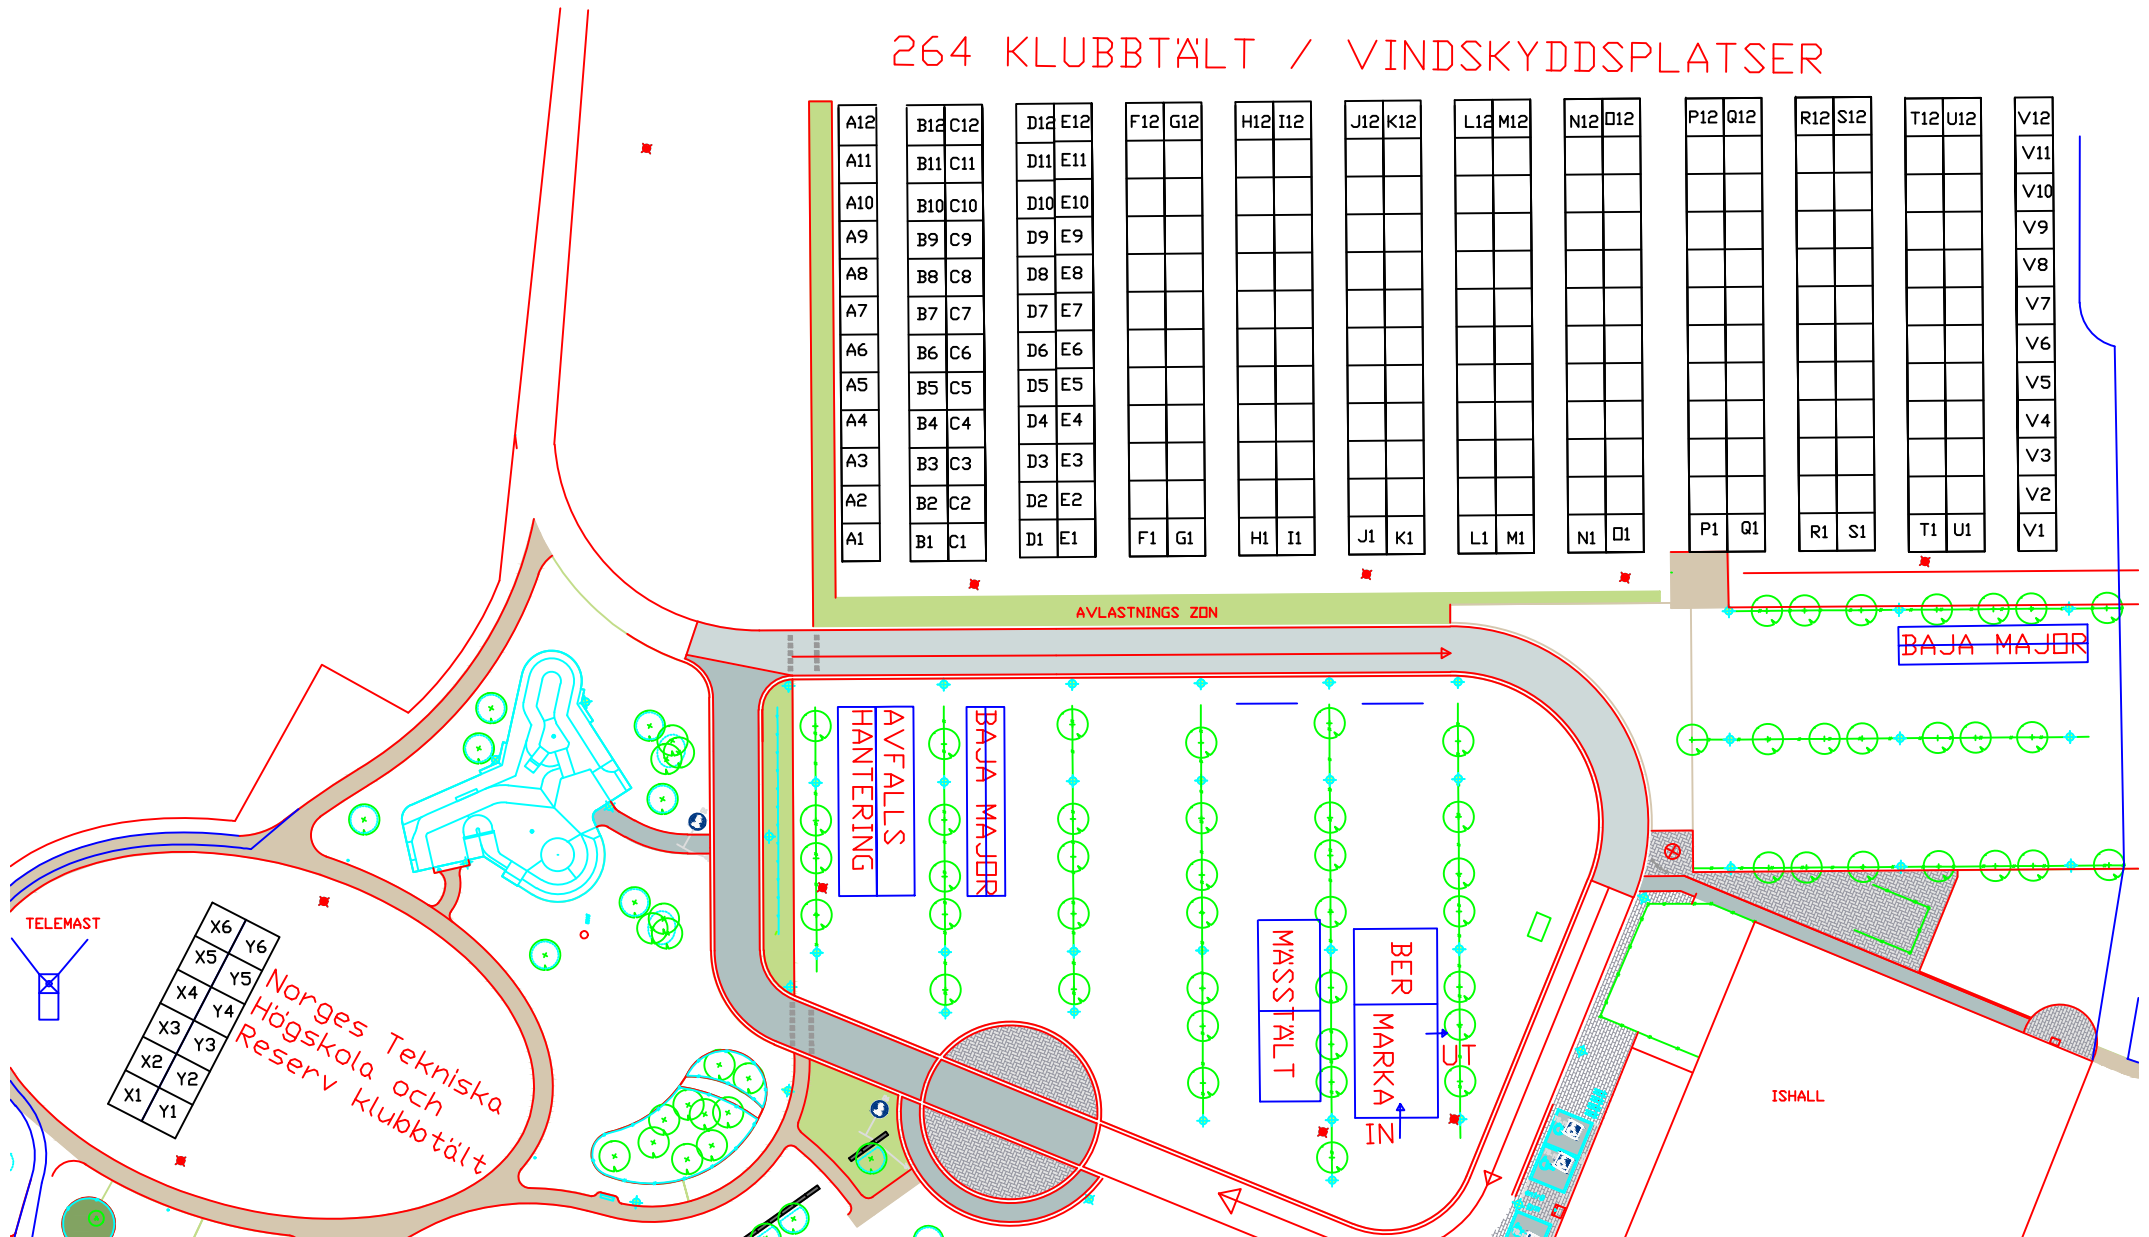 264 KLUBBTÄLT / VINDSKYDDSPLATSER
A12 B12 C12 D12 E12 F12 G12 H12 I12 J12 K12 L12 M12 N12 O12 P12 Q12 R12 S12 T12 U12 V12
A11 B11 C11 D11 E11 V11
A10 B10 C10 D10 E10 V10
A9 B9 C9 D9 E9 V9
A8 B8 C8 D8 E8 V8
A7 B7 C7 D7 E7 V7
A6 B6 C6 D6 E6 V6
A5 B5 C5 D5 E5 V5
A4 B4 C4 D4 E4 V4
A3 B3 C3 D3 E3 V3
A2 B2 C2 D2 E2 V2
A1 B1 C1 D1 E1 F1 G1 H1 I1 J1 K1 L1 M1 N1 O1 P1 Q1 R1 S1 T1 U1 V1
AVLASTNINGS ZON
BAJA MAJOR
AVFALLS
HANTERING
BAJA MAJOR
TELEMAST
X6 Y6
X5 Y5
X4 Y4
X3 Y3
X2 Y2
X1 Y1
Norges Tekniska
Högskola och
Reserv klubbtält
MÄSSTÄLT
BER
MARKA
UT
IN
ISHALL